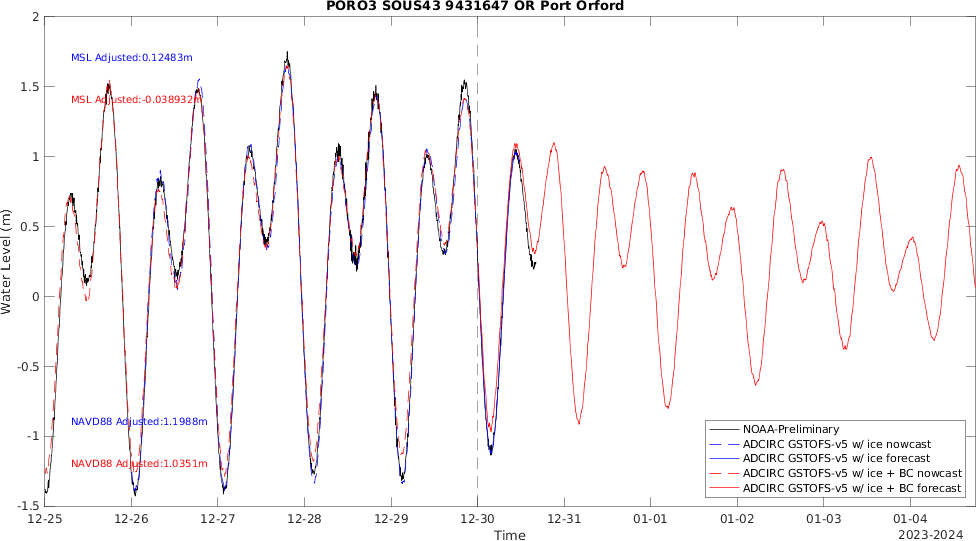 PORO3 SOUS43 9431647 OR Port Orford
MSL Adjusted:0.12483m
MSL Adjusted:-0.038932m
NAVD88 Adjusted:1.1988m
NAVD88 Adjusted:1.0351m
Water Level (m)
2
1.5
1
0.5
0
-0.5
-1
-1.5
NOAA-Preliminary
ADCIRC GSTOFS-v5 w/ ice nowcast
ADCIRC GSTOFS-v5 w/ ice forecast
ADCIRC GSTOFS-v5 w/ ice + BC nowcast
ADCIRC GSTOFS-v5 w/ ice + BC forecast
12-25 12-26 12-27 12-28 12-29 12-30 12-31 01-01 01-02 01-03 01-04
Time
2023-2024